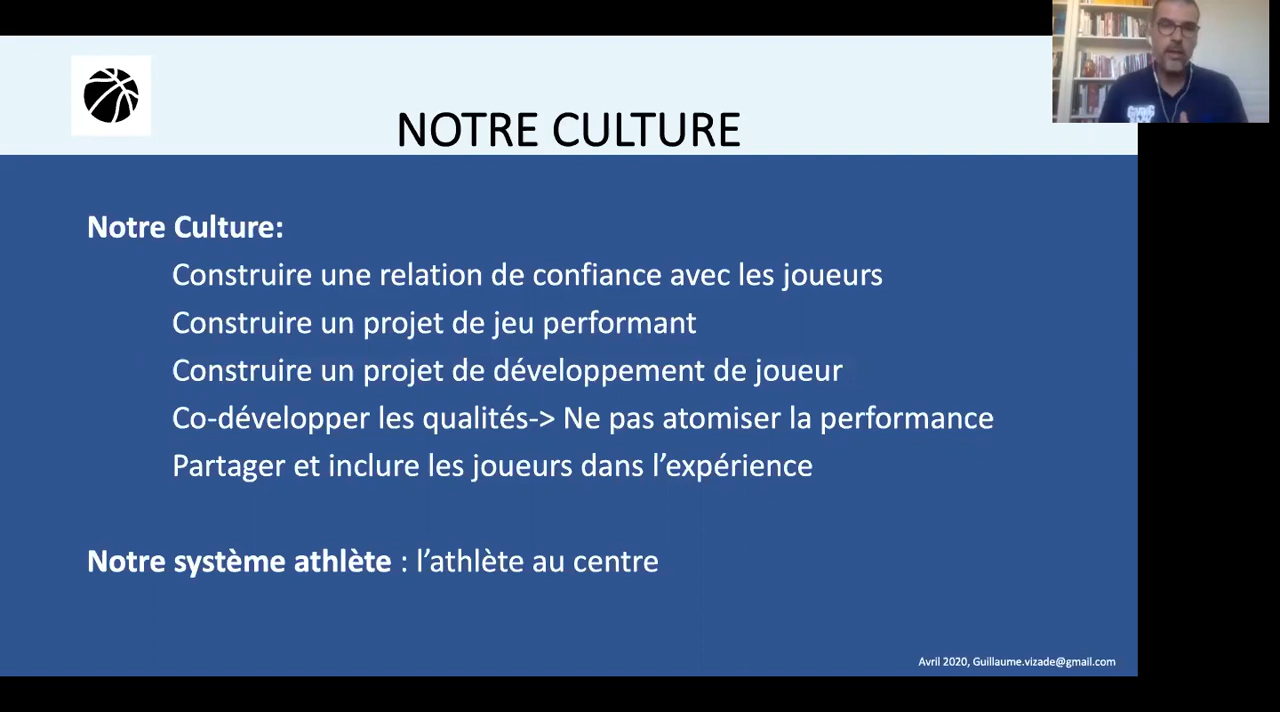 NOTRE CULTURE
Notre Culture:
Construire une relation de confiance avec les joueurs
Construire un projet de jeu performant
Construire un projet de développement de joueur
Co-développer les qualités-> Ne pas atomiser la performance
Partager et inclure les joueurs dans l’expérience
Notre système athlète : l’athlète au centre
Avril 2020, Guillaume.vizade@gmail.com